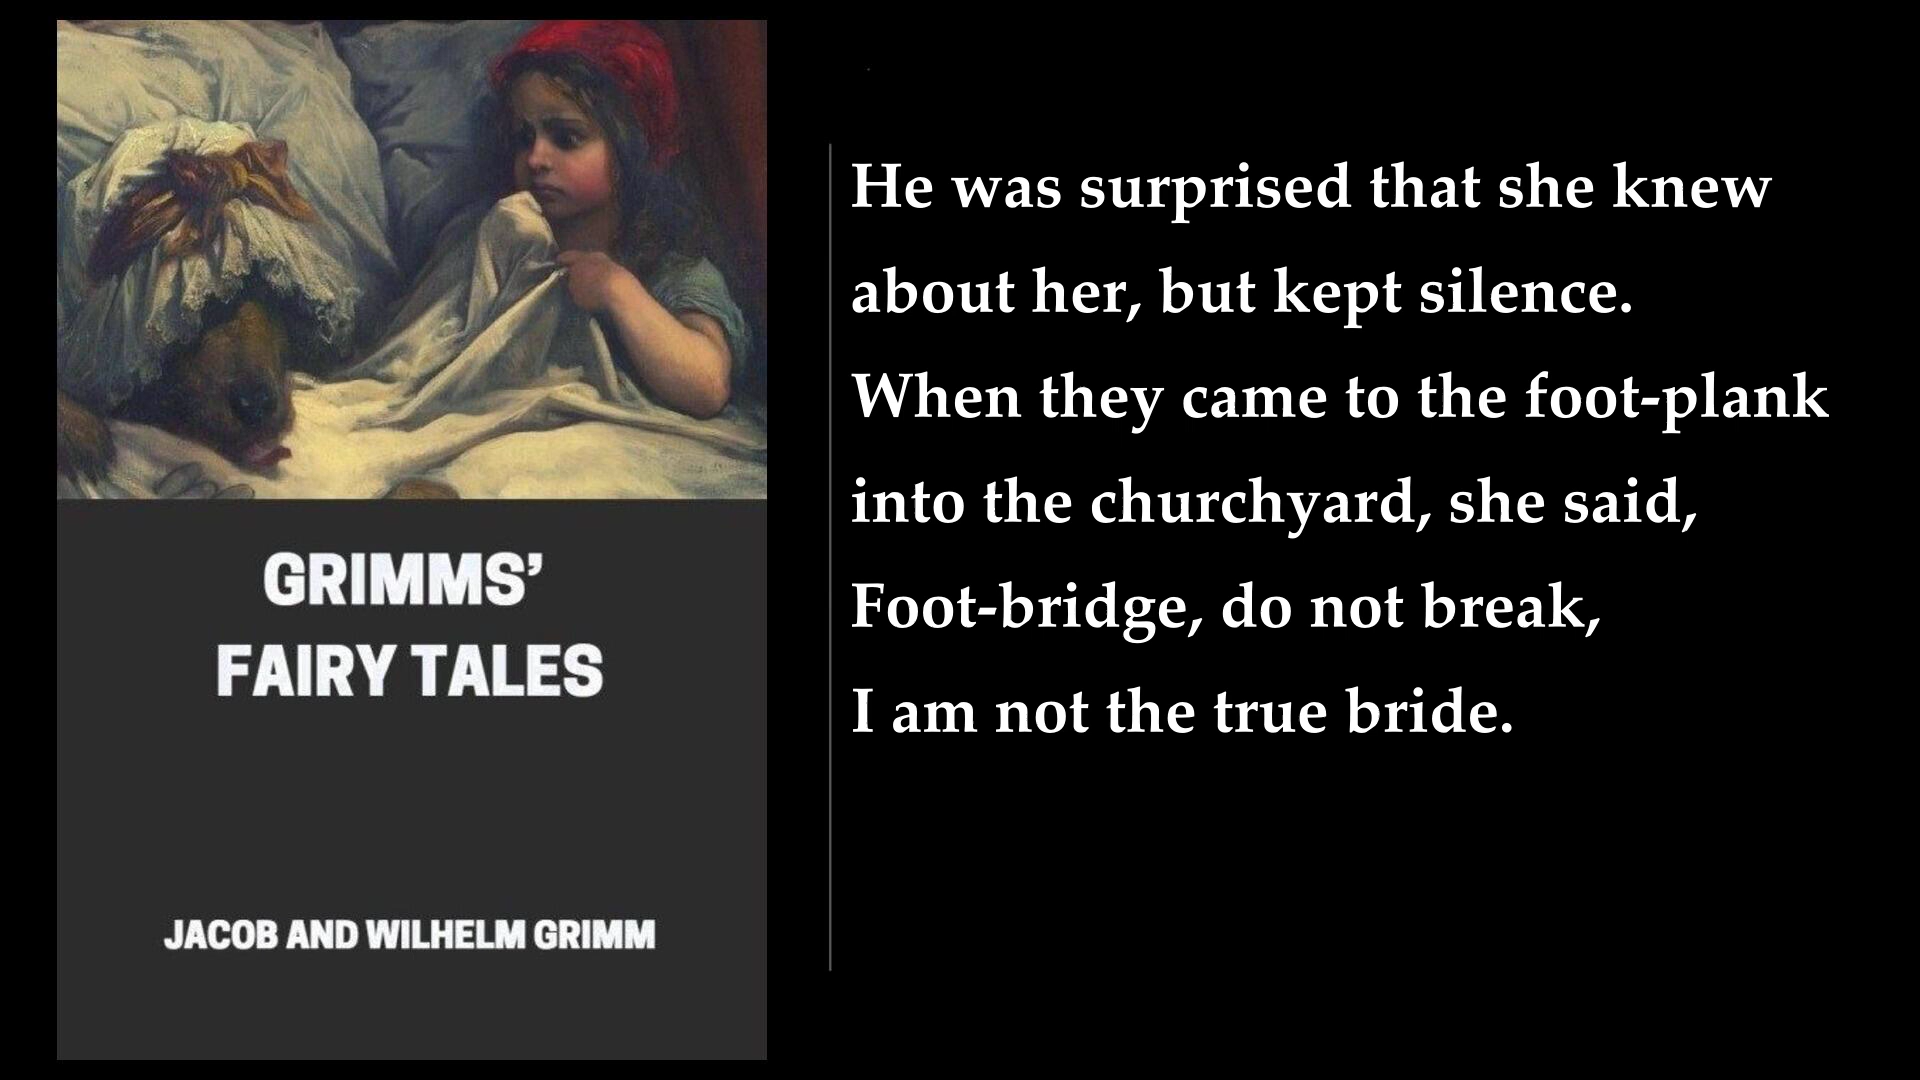 GRIMMS’
FAIRY TALES
JACOB AND WILHELM GRIMM
He was surprised that she knew
about her, but kept silence.
When they came to the foot-plank
into the churchyard, she said,
Foot-bridge, do not break,
I am not the true bride.